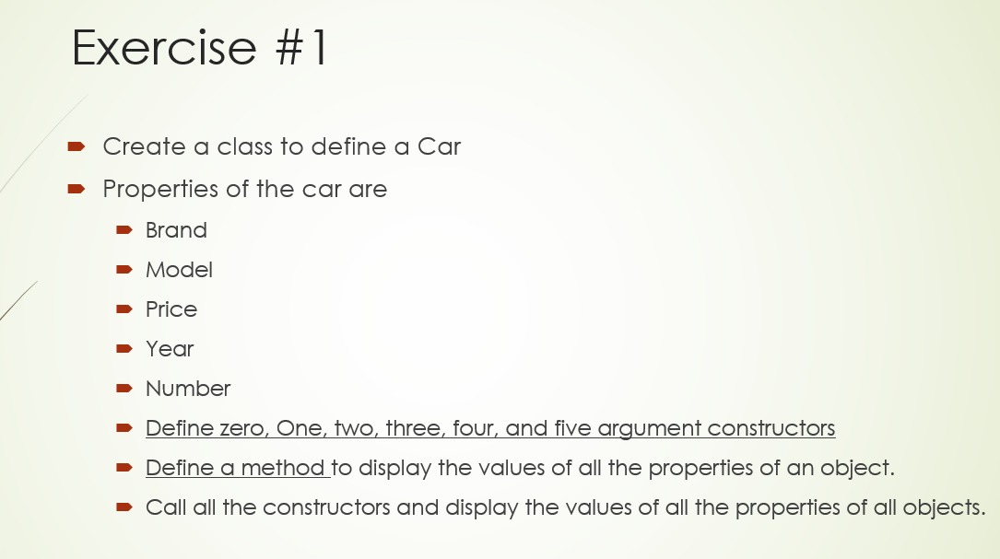 Exercise #1
Create a class to define a Car
Properties of the car are
Brand
Model
Price
Year
Number
Define zero, One, two, three, four, and five argument constructors
Define a method to display the values of all the properties of an object.
Call all the constructors and display the values of all the properties of all objects.